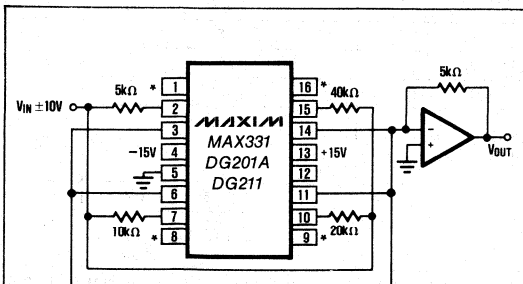 5kΩ * 1 16 * 40kΩ 5kΩ
VIN ±10V 2 15
MAXIM
3 MAX331 14 -
-15V 4 DG201A 13 +15V + VOUT
5 DG211 12
6 11
7 10
10kΩ * 8 9 * 20kΩ